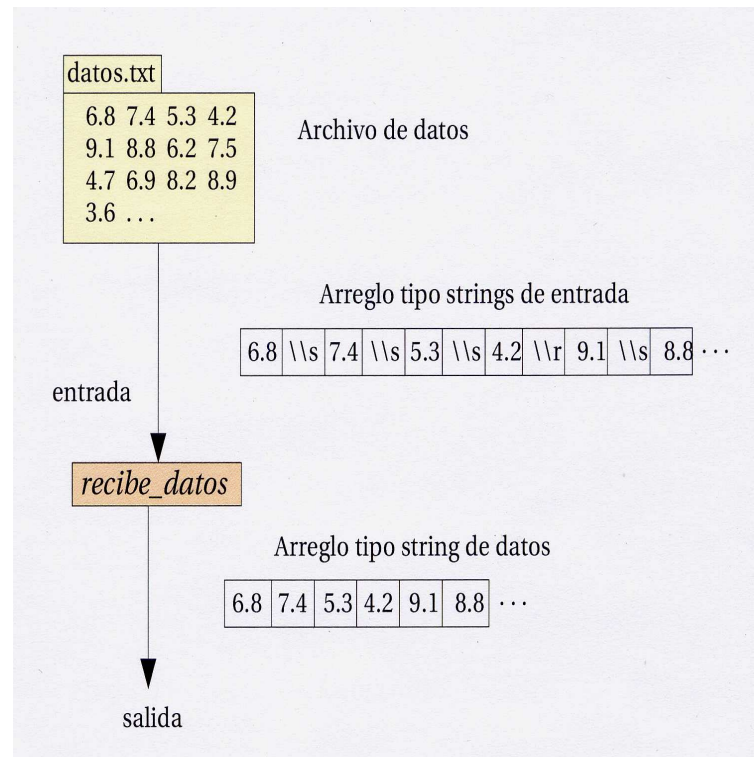 datos.txt
6.8 7.4 5.3 4.2
9.1 8.8 6.2 7.5
4.7 6.9 8.2 8.9
3.6 ...
Archivo de datos
Arreglo tipo strings de entrada
6.8 \\s 7.4 \\s 5.3 \\s 4.2 \\r 9.1 \\s 8.8 ...
entrada
recibe_datos
Arreglo tipo string de datos
6.8 7.4 5.3 4.2 9.1 8.8 ...
salida